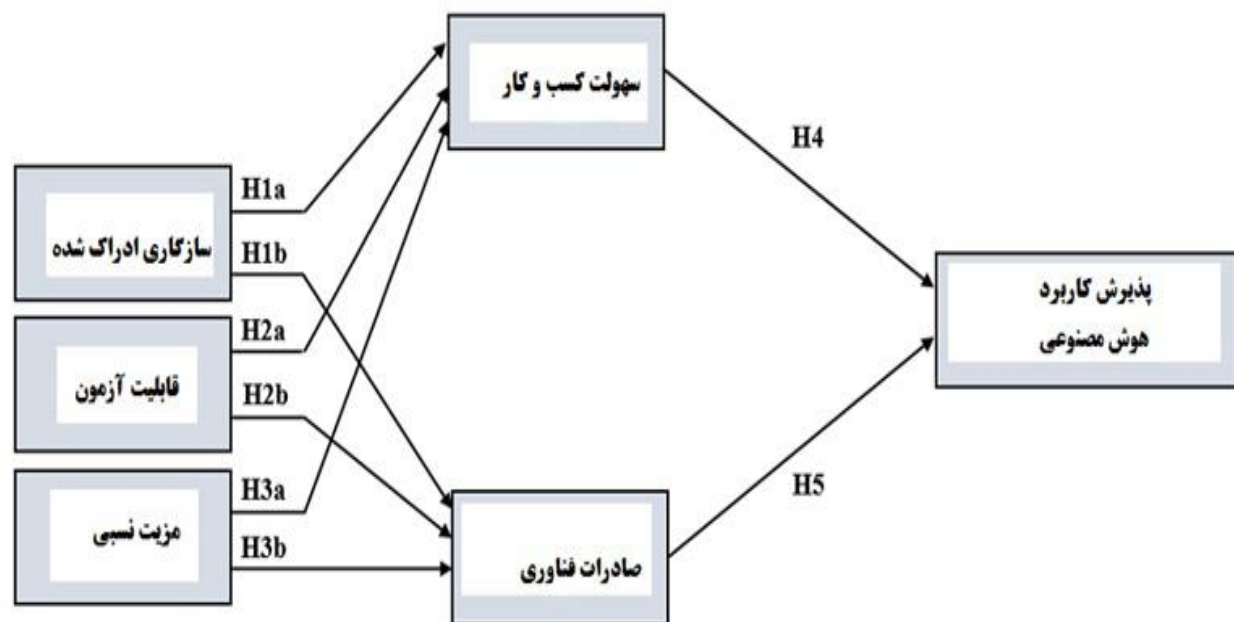 سهولت کسب و کار
H4
H1a
سازگاری ادراک شده
H1b
پذیرش کاربرد
هوش مصنوعی
H2a
قابلیت آزمون
H2b
H3a
H5
مزیت نسبی
H3b
صادرات فناوری